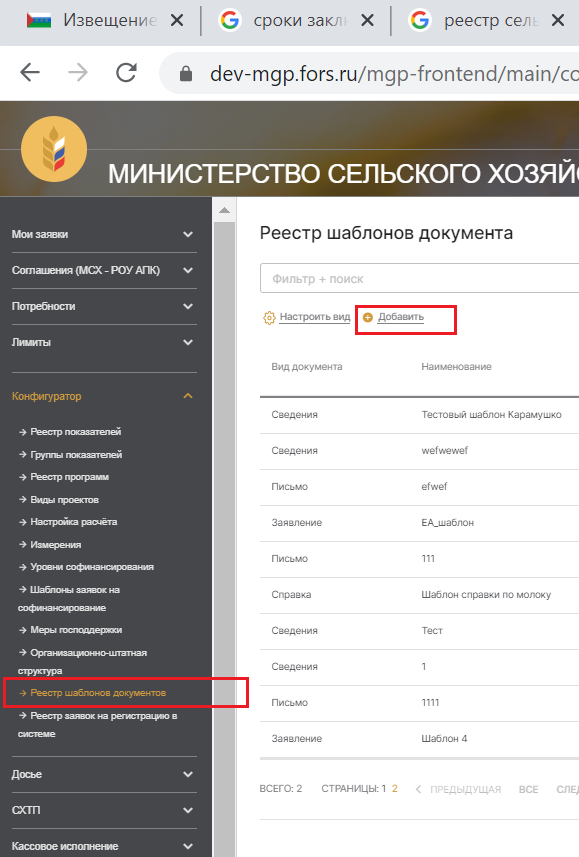 Извещение
сроки закл
реестр сель
dev-mgp.fors.ru/mgp-frontend/main/co
МИНИСТЕРСТВО СЕЛЬСКОГО ХОЗЯЙС
Мои заявки
Соглашения (МСХ - РОУ АПК)
Потребности
Лимиты
Конфигуратор
Реестр показателей
Группы показателей
Реестр программ
Виды проектов
Настройка расчёта
Измерения
Уровни софинансирования
Шаблоны заявок на
софинансирование
Меры господдержки
Организационно-штатная
структура
Реестр шаблонов документов
Реестр заявок на регистрацию в
системе
Досье
СХТП
Кассовое исполнение
Реестр шаблонов документа
Фильтр + поиск
Настроить вид Добавить
Вид документа Наименование
Сведения Тестовый шаблон Карамушко
Сведения wefwewef
Письмо efwef
Заявление ЕА_шаблон
Письмо 111
Справка Шаблон справки по молоку
Сведения Тест
Сведения 1
Письмо 1111
Заявление Шаблон 4
ВСЕГО: 2 СТРАНИЦЫ: 1 2 ПРЕДЫДУЩАЯ ВСЕ СЛЕД